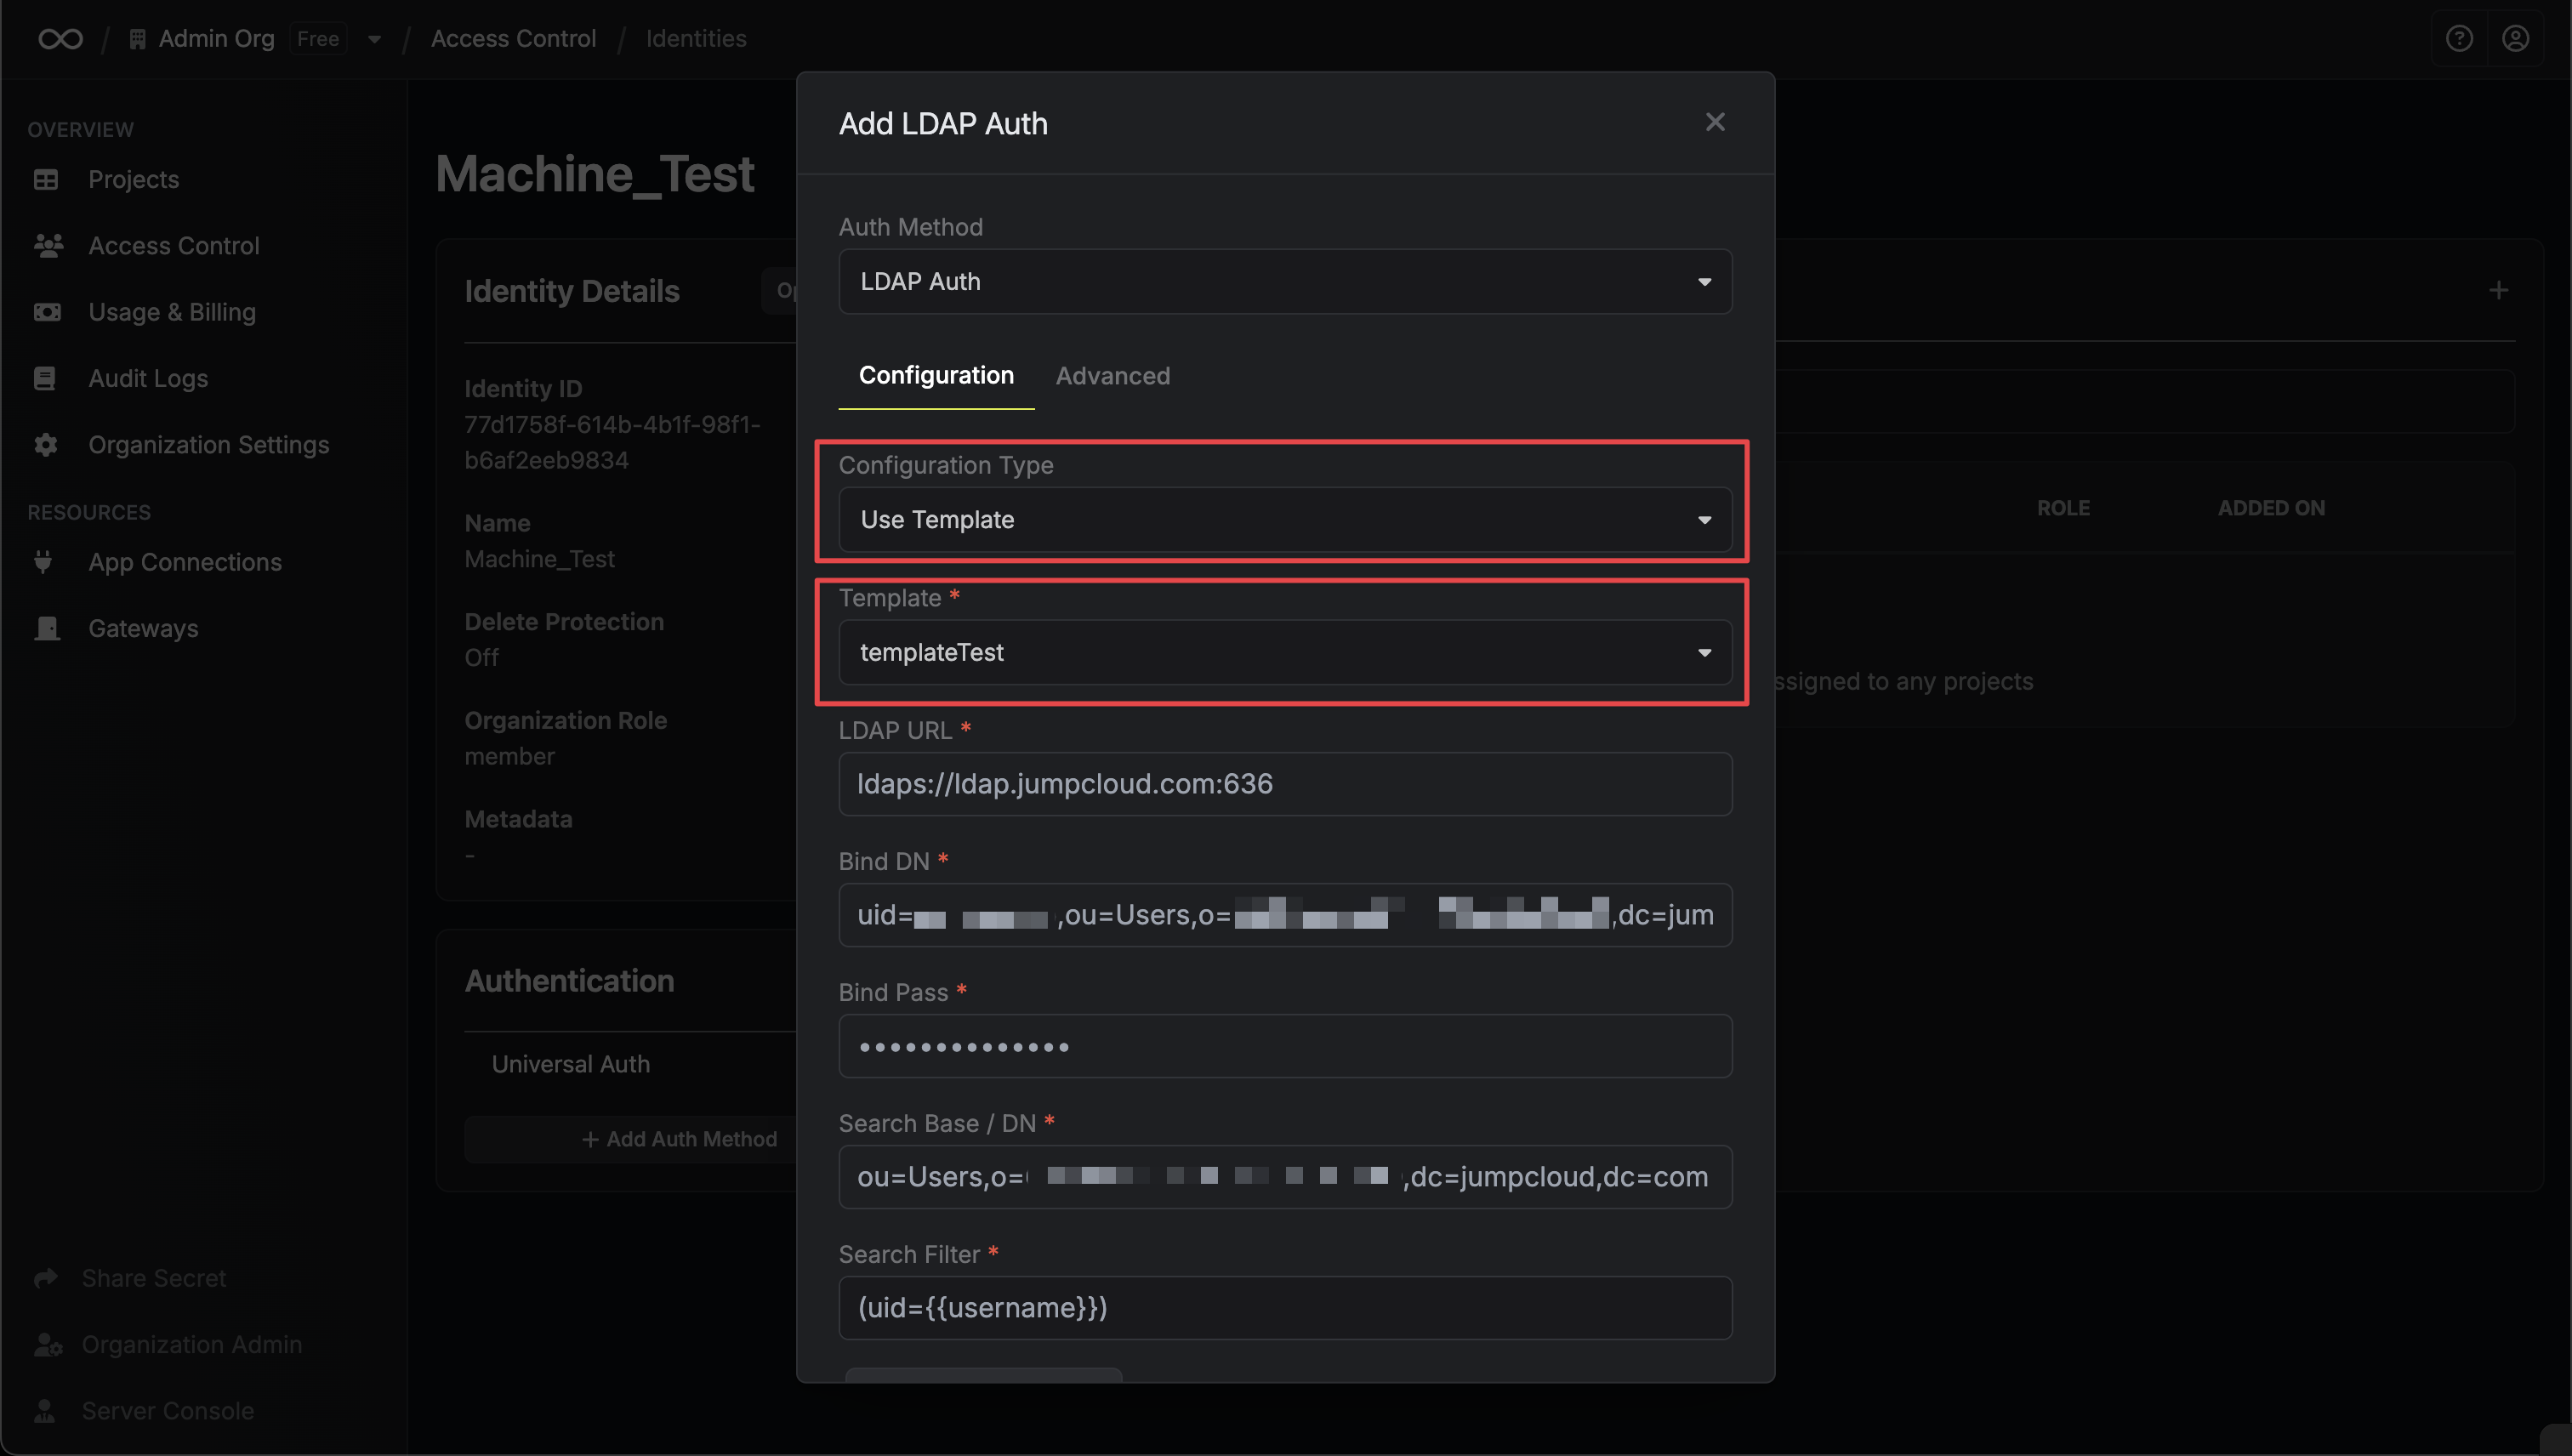 / Admin Org Free / Access Control / Identities
OVERVIEW
Projects
Access Control
Usage & Billing
Audit Logs
Organization Settings
RESOURCES
App Connections
Gateways
Share Secret
Organization Admin
Server Console
Machine_Test
Identity Details
Identity ID
77d1758f-614b-4b1f-98f1-
b6af2eeb9834
Name
Machine_Test
Delete Protection
Off
Organization Role
member
Metadata
-
Authentication
Universal Auth
+ Add Auth Method
Add LDAP Auth
Auth Method
LDAP Auth
Configuration Advanced
Configuration Type
Use Template
Template *
templateTest
LDAP URL *
ldaps://ldap.jumpcloud.com:636
Bind DN *
uid= ,ou=Users,o= ,dc=jum
Bind Pass *
••••••••••••••
Search Base / DN *
ou=Users,o= ,dc=jumpcloud,dc=com
Search Filter *
(uid={{username}})
ROLE ADDED ON
to any projects